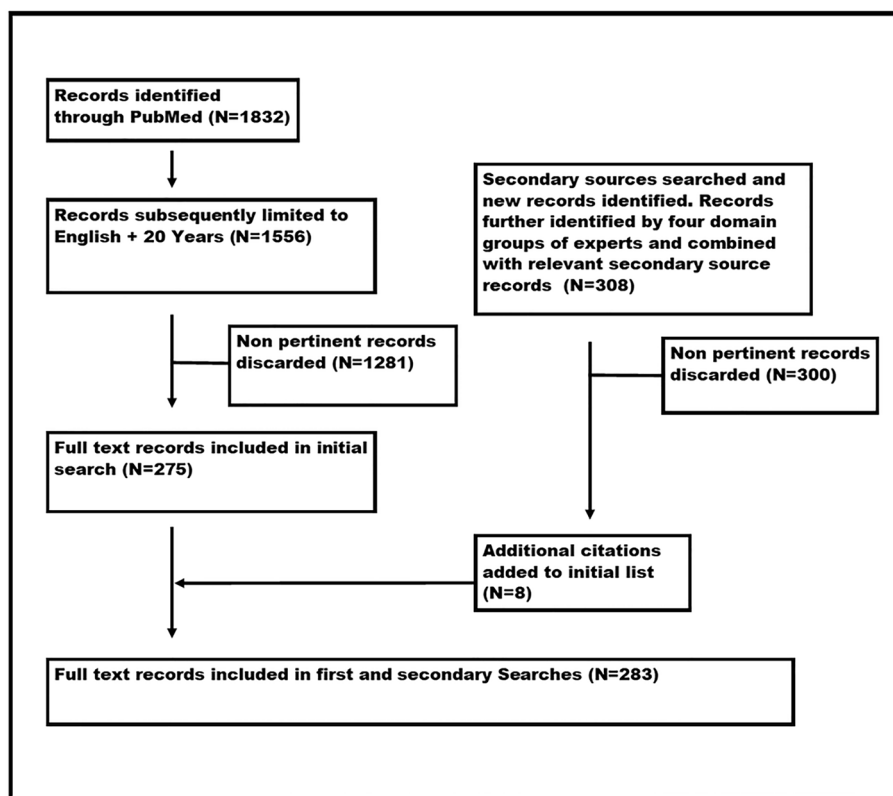 Records identified
through PubMed (N=1832)
Records subsequently limited to
English + 20 Years (N=1556)
Non pertinent records
discarded (N=1281)
Full text records included in initial
search (N=275)
Secondary sources searched and
new records identified. Records
further identified by four domain
groups of experts and combined
with relevant secondary source
records (N=308)
Non pertinent records
discarded (N=300)
Additional citations
added to initial list
(N=8)
Full text records included in first and secondary Searches (N=283)